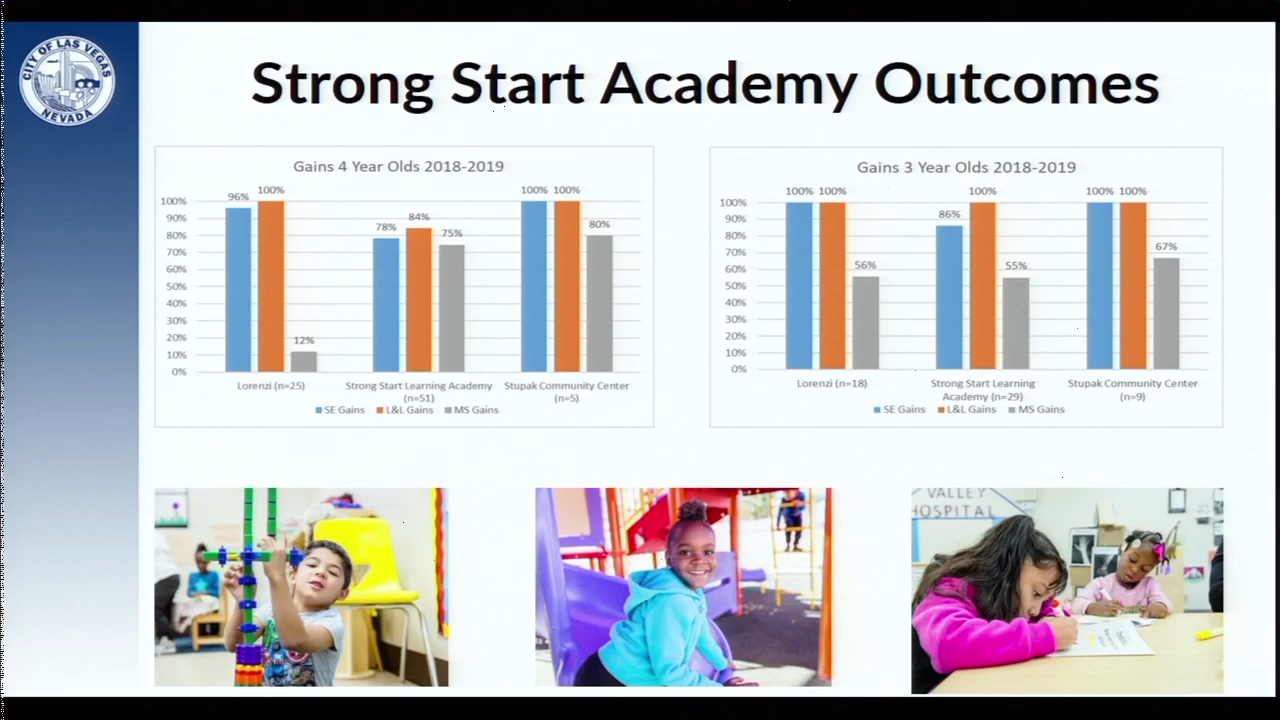 CITY OF LAS VEGAS
NEVADA
Strong Start Academy Outcomes
Gains 4 Year Olds 2018-2019
100%
90%
80%
70%
60%
50%
40%
30%
20%
10%
0%
96% 100%
12%
78% 84% 75%
100% 100% 80%
Lorenzi (n=25) Strong Start Learning Academy Stupak Community Center
(n=51) (n=5)
SE Gains L&L Gains MS Gains
Gains 3 Year Olds 2018-2019
100%
90%
80%
70%
60%
50%
40%
30%
20%
10%
0%
100% 100% 56%
86% 100% 55%
100% 100% 67%
Lorenzi (n=18) Strong Start Learning Stupak Community Center
Academy (n=29) (n=9)
SE Gains L&L Gains MS Gains
VALLEY
HOSPITAL